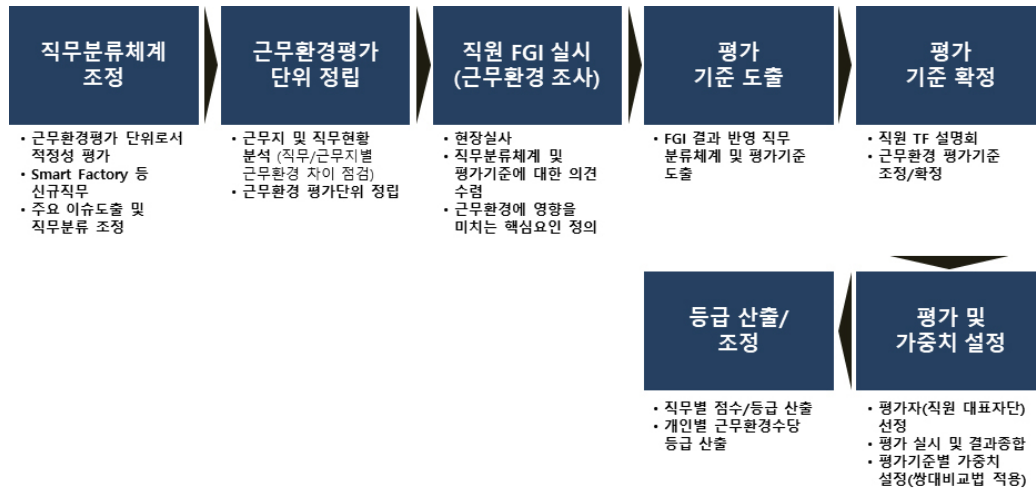 직무분류체계
조정
• 근무환경평가 단위로서
적정성 평가
• Smart Factory 등
신규직무
• 주요 이슈도출 및
직무분류 조정
근무환경평가
단위 정립
• 근무지 및 직무현황
분석 (직무/근무지별
근무환경 차이 점검)
• 근무환경 평가단위 정립
직원 FGI 실시
(근무환경 조사)
• 현장실사
• 직무분류체계 및
평가기준에 대한 의견
수렴
• 근무환경에 영향을
미치는 핵심요인 정의
평가
기준 도출
• FGI 결과 반영 직무
분류체계 및 평가기준
도출
평가
기준 확정
• 직원 TF 설명회
• 근무환경 평가기준
조정/확정
평가 및
가중치 설정
• 평가자(직원 대표자단)
선정
• 평가 실시 및 결과종합
• 평가기준별 가중치
설정(쌍대비교법 적용)
등급 산출/
조정
• 직무별 점수/등급 산출
• 개인별 근무환경수당
등급 산출